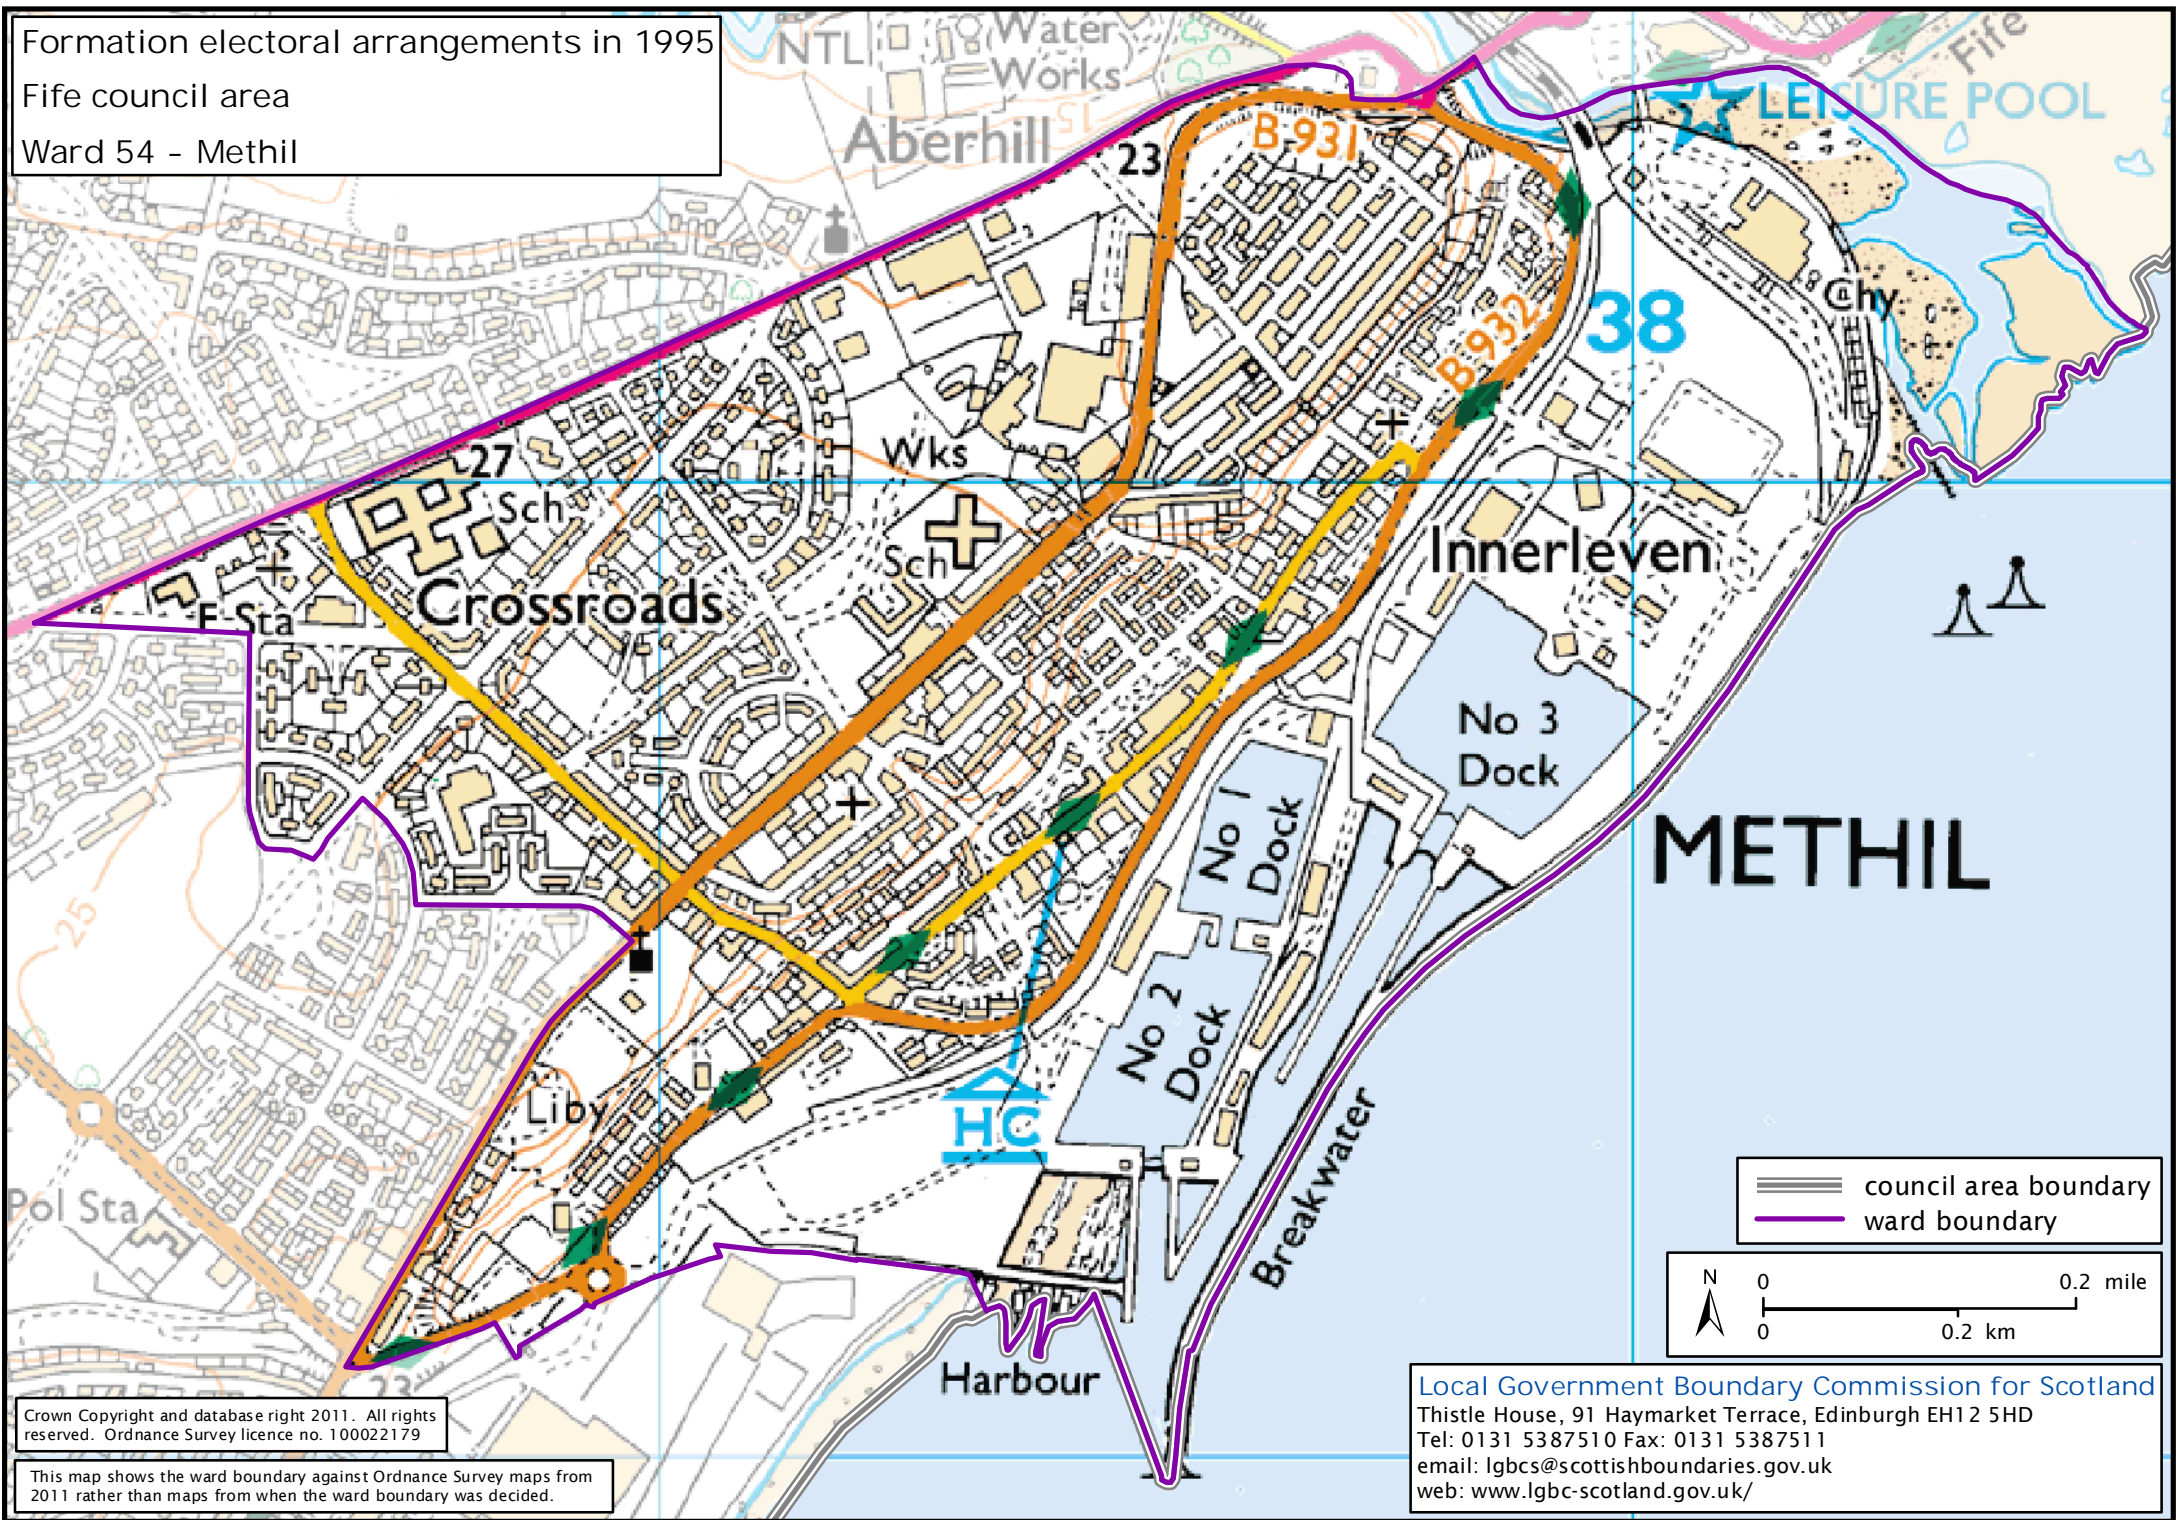 Formation electoral arrangements in 1995
Fife council area
Ward 54 - Methil
NTL
Water
Works
Aberhill
15
23
B 931
Fife
LEISURE POOL
38
Chy
B 932
27
Sch
Wks
Sch
Crossroads
F Sta
Innerleven
No 3
Dock
No 1
Dock
METHIL
25
No 2
Dock
Liby
HC
Breakwater
Pol Sta
Harbour
23
council area boundary
ward boundary
N
0 0.2 mile
0 0.2 km
Crown Copyright and database right 2011. All rights
reserved. Ordnance Survey licence no. 100022179
This map shows the ward boundary against Ordnance Survey maps from
2011 rather than maps from when the ward boundary was decided.
Local Government Boundary Commission for Scotland
Thistle House, 91 Haymarket Terrace, Edinburgh EH12 5HD
Tel: 0131 5387510 Fax: 0131 5387511
email: lgbcs@scottishboundaries.gov.uk
web: www.lgbc-scotland.gov.uk/